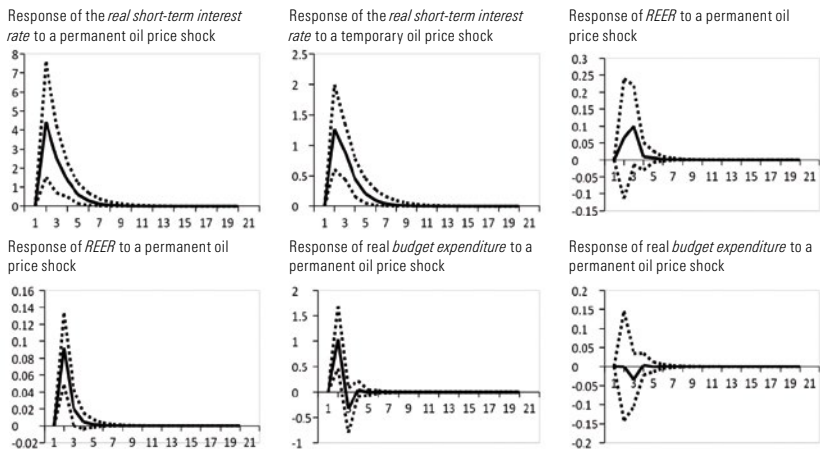 Response of the real short-term interest
rate to a permanent oil price shock
8
7
6
5
4
3
2
1
0
1 3 5 7 9 11 13 15 17 19 21
Response of the real short-term interest
rate to a temporary oil price shock
2.5
2
1.5
1
0.5
0
1 3 5 7 9 11 13 15 17 19 21
Response of REER to a permanent oil
price shock
0.3
0.25
0.2
0.15
0.1
0.05
0
-0.05
-0.1
-0.15
1 3 5 7 9 11 13 15 17 19 21
Response of REER to a permanent oil
price shock
0.16
0.14
0.12
0.1
0.08
0.06
0.04
0.02
0
-0.02
1 3 5 7 9 11 13 15 17 19 21
Response of real budget expenditure to a
permanent oil price shock
2
1.5
1
0.5
0
-0.5
-1
1 3 5 7 9 11 13 15 17 19 21
Response of real budget expenditure to a
permanent oil price shock
0.2
0.15
0.1
0.05
0
-0.05
-0.1
-0.15
-0.2
1 3 5 7 9 11 13 15 17 19 21